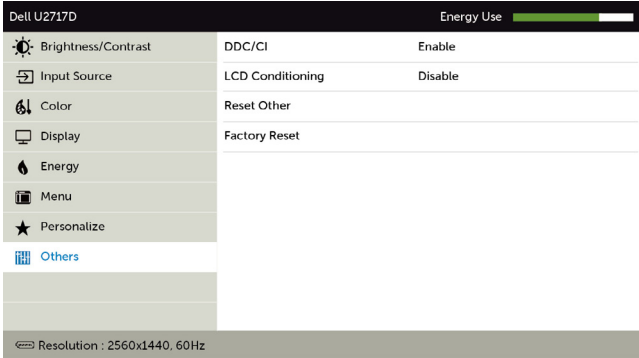 Dell U2717D Energy Use
Brightness/Contrast DDC/CI Enable
Input Source LCD Conditioning Disable
Color Reset Other
Display Factory Reset
Energy
Menu
Personalize
Others
Resolution : 2560x1440, 60Hz